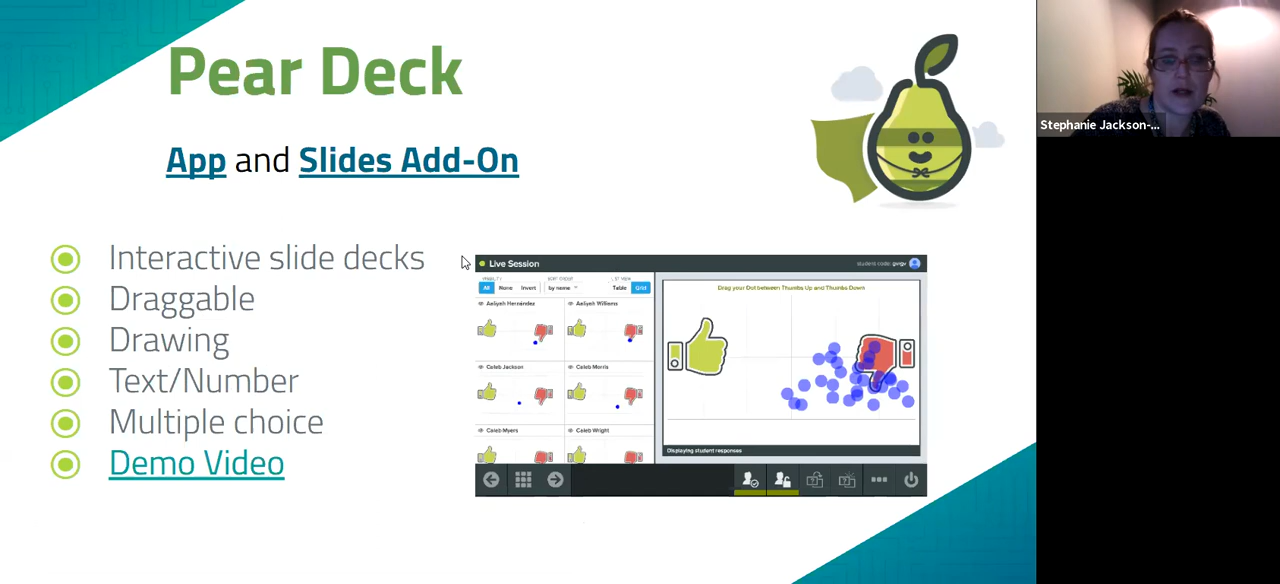 Pear Deck
App and Slides Add-On
Interactive slide decks
Draggable
Drawing
Text/Number
Multiple choice
Demo Video
Live Session
student code:
All None Invert by name Table Grid
Aaliyah Hernandez
Aaliyah Williams
Caleb Jackson
Caleb Morris
Caleb Myers
Caleb Wright
Drag your Dot between Thumbs Up and Thumbs Down
Displaying student responses
Stephanie Jackson-...